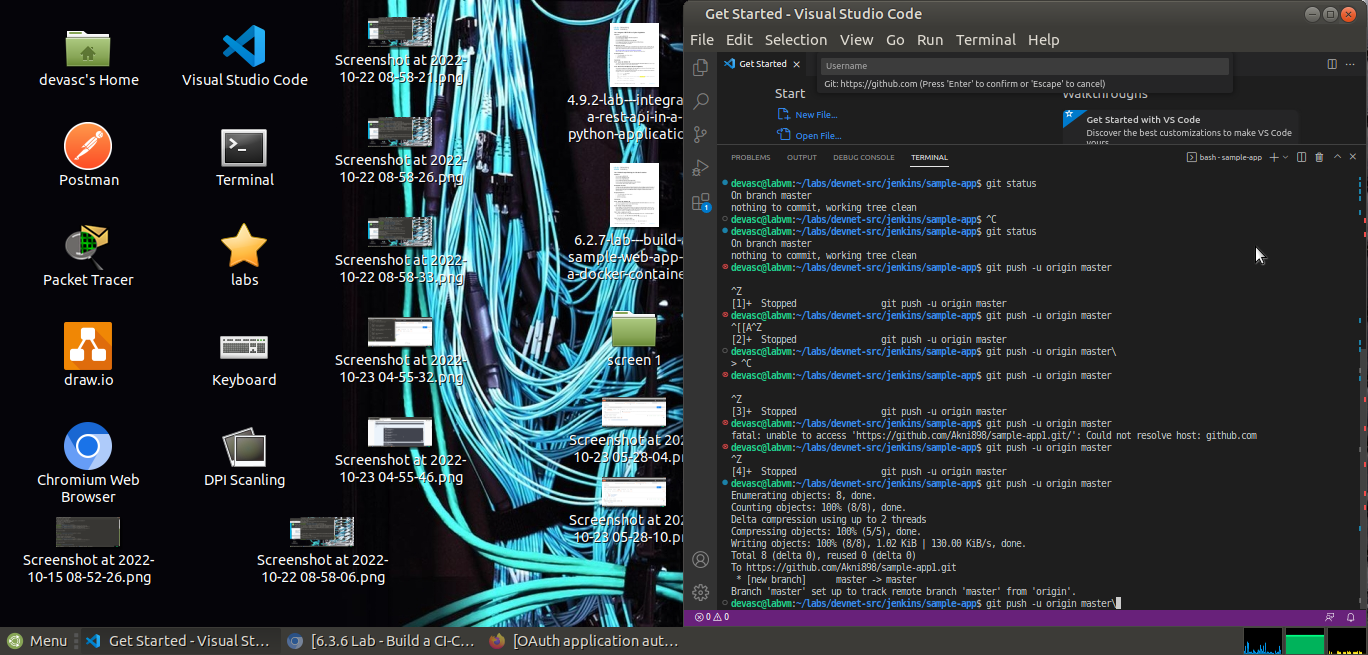 devasc's Home
Visual Studio Code
Screenshot at 2022-
10-22 08-58-21.png
4.9.2-lab---integra
a-rest-api-in-a-
python-applicatio
Postman
Terminal
Screenshot at 2022-
10-22 08-58-26.png
Packet Tracer
labs
Screenshot at 2022-
10-22 08-58-33.png
6.2.7-lab---build-
sample-web-app-
a-docker-containe
draw.io
Keyboard
Screenshot at 2022-
10-23 04-55-32.png
screen 1
Chromium Web
Browser
DPI Scanling
Screenshot at 2022-
10-23 04-55-46.png
Screenshot at 202
10-23 05-28-04.pn
Screenshot at 2022-
10-15 08-52-26.png
Screenshot at 2022-
10-22 08-58-06.png
Screenshot at 202
10-23 05-28-10.pn
Get Started - Visual Studio Code
File Edit Selection View Go Run Terminal Help
Get Started
Username
Git: https://github.com (Press 'Enter' to confirm or 'Escape' to cancel)
Start
New File...
Open File...
Walkthroughs
Get Started with VS Code
Discover the best customizations to make VS Code
yours.
1
PROBLEMS OUTPUT DEBUG CONSOLE TERMINAL
bash - sample-app
devasc@labvm:~/labs/devnet-src/jenkins/sample-app$ git status
On branch master
nothing to commit, working tree clean
devasc@labvm:~/labs/devnet-src/jenkins/sample-app$ ^C
devasc@labvm:~/labs/devnet-src/jenkins/sample-app$ git status
On branch master
nothing to commit, working tree clean
devasc@labvm:~/labs/devnet-src/jenkins/sample-app$ git push -u origin master
^Z
[1]+ Stopped git push -u origin master
devasc@labvm:~/labs/devnet-src/jenkins/sample-app$ git push -u origin master
^[[A^Z
[2]+ Stopped git push -u origin master
devasc@labvm:~/labs/devnet-src/jenkins/sample-app$ git push -u origin master\
> ^C
devasc@labvm:~/labs/devnet-src/jenkins/sample-app$ git push -u origin master
^Z
[3]+ Stopped git push -u origin master
devasc@labvm:~/labs/devnet-src/jenkins/sample-app$ git push -u origin master
fatal: unable to access 'https://github.com/Akni898/sample-app1.git/': Could not resolve host: github.com
devasc@labvm:~/labs/devnet-src/jenkins/sample-app$ git push -u origin master
^Z
[4]+ Stopped git push -u origin master
devasc@labvm:~/labs/devnet-src/jenkins/sample-app$ git push -u origin master
Enumerating objects: 8, done.
Counting objects: 100% (8/8), done.
Delta compression using up to 2 threads
Compressing objects: 100% (5/5), done.
Writing objects: 100% (8/8), 1.02 KiB | 130.00 KiB/s, done.
Total 8 (delta 0), reused 0 (delta 0)
To https://github.com/Akni898/sample-app1.git
* [new branch] master -> master
Branch 'master' set up to track remote branch 'master' from 'origin'.
devasc@labvm:~/labs/devnet-src/jenkins/sample-app$ git push -u origin master\
0 0
Menu
Get Started - Visual St...
[6.3.6 Lab - Build a CI-C...
[OAuth application aut...